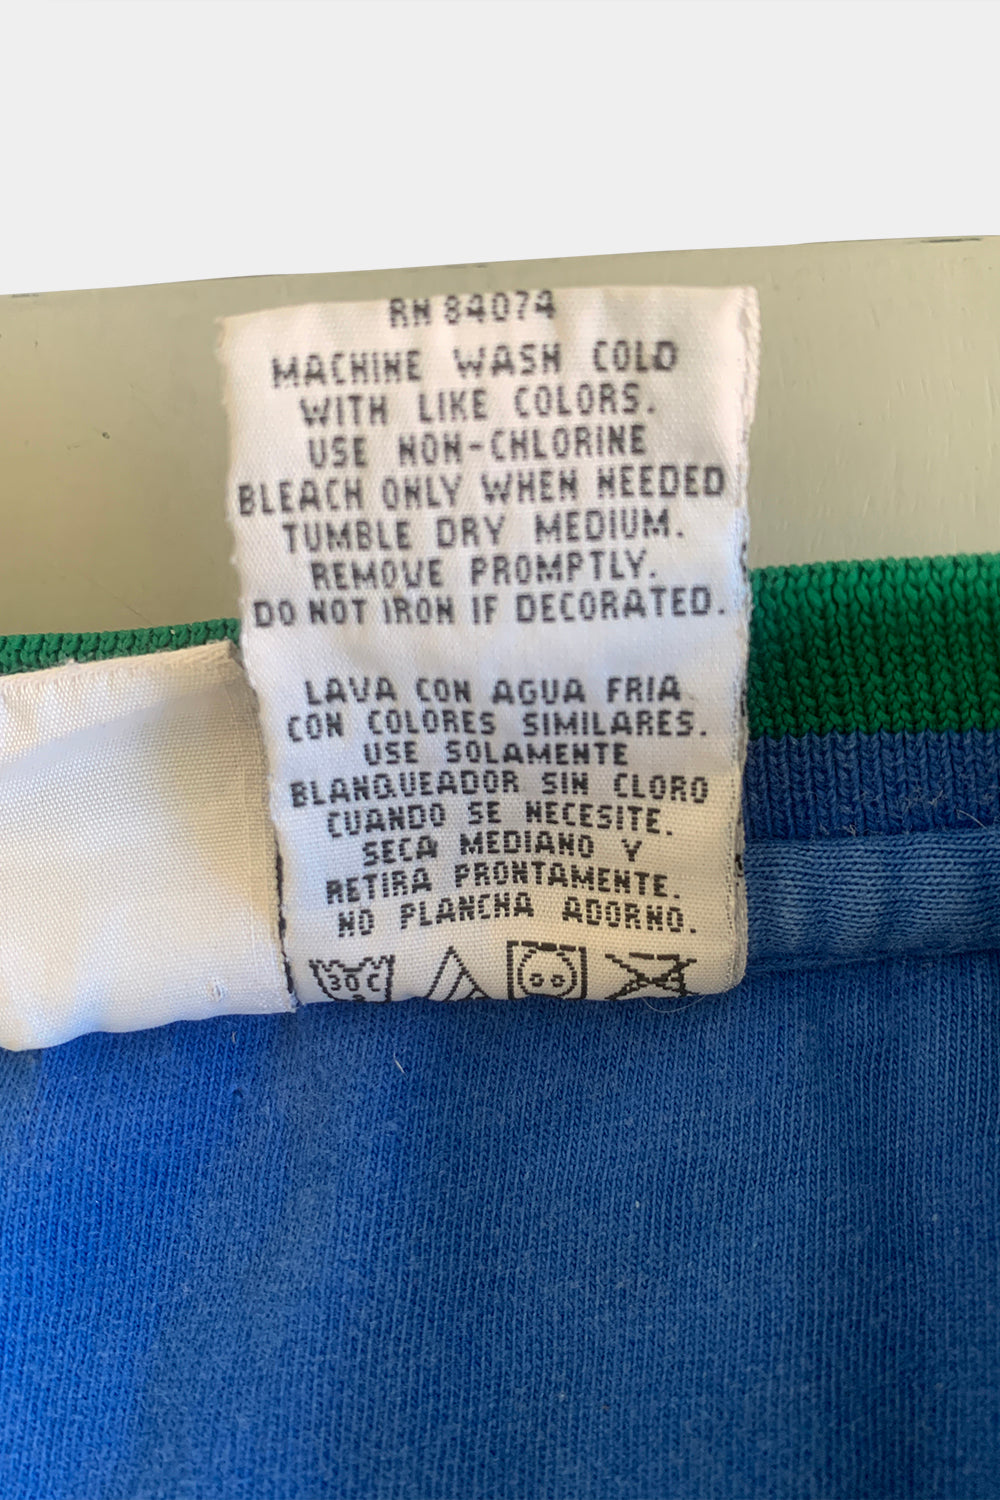 RN 84074
MACHINE WASH COLD
WITH LIKE COLORS.
USE NON-CHLORINE
BLEACH ONLY WHEN NEEDED
TUMBLE DRY MEDIUM.
REMOVE PROMPTLY.
DO NOT IRON IF DECORATED.
LAVA CON AGUA FRIA
CON COLORES SIMILARES.
USE SOLAMENTE
BLANQUEADOR SIN CLORO
CUANDO SE NECESITE.
SECA MEDIANO Y
RETIRA PRONTAMENTE.
NO PLANCHA ADORNO.
30C